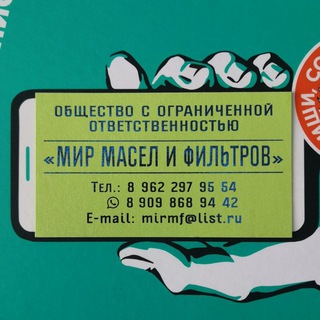 ОБЩЕСТВО С ОГРАНИЧЕННОЙ
ОТВЕТСТВЕННОСТЬЮ
«МИР МАСЕЛ И ФИЛЬТРОВ»
Тел.: 8 962 297 95 54
8 909 868 94 42
E-mail: mirmf@list.ru